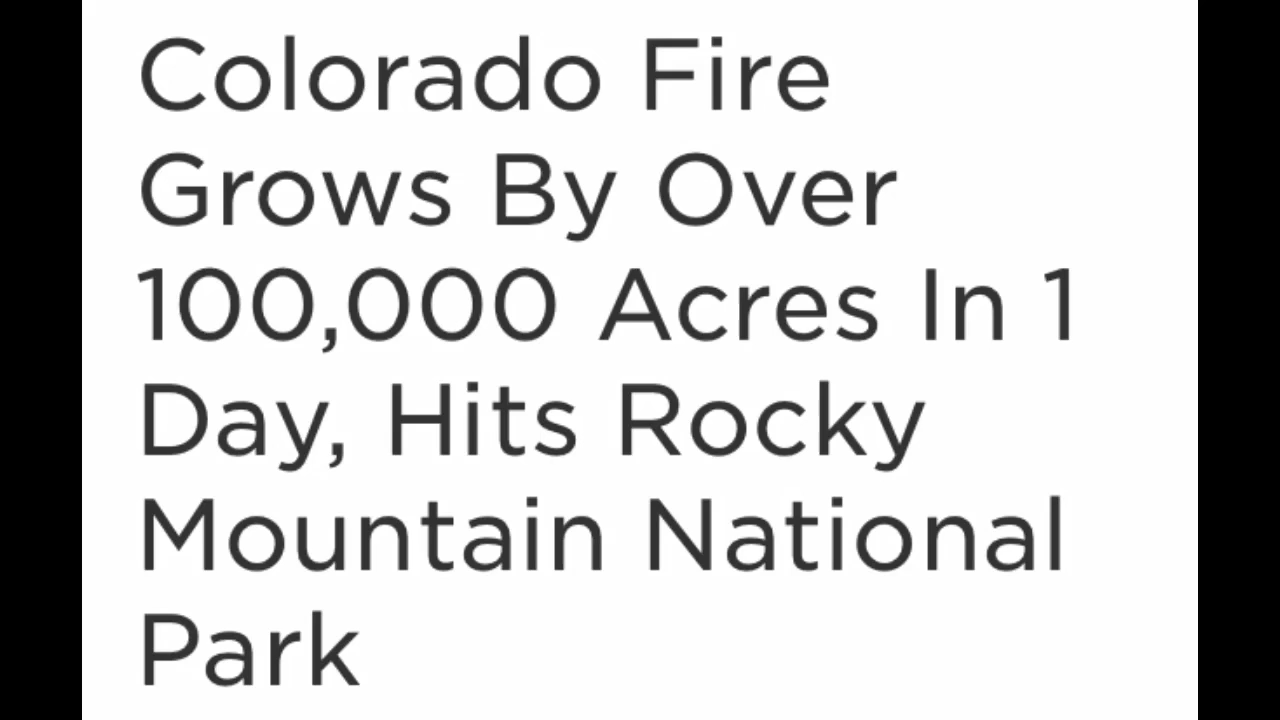 Colorado Fire
Grows By Over
100,000 Acres In 1
Day, Hits Rocky
Mountain National
Park